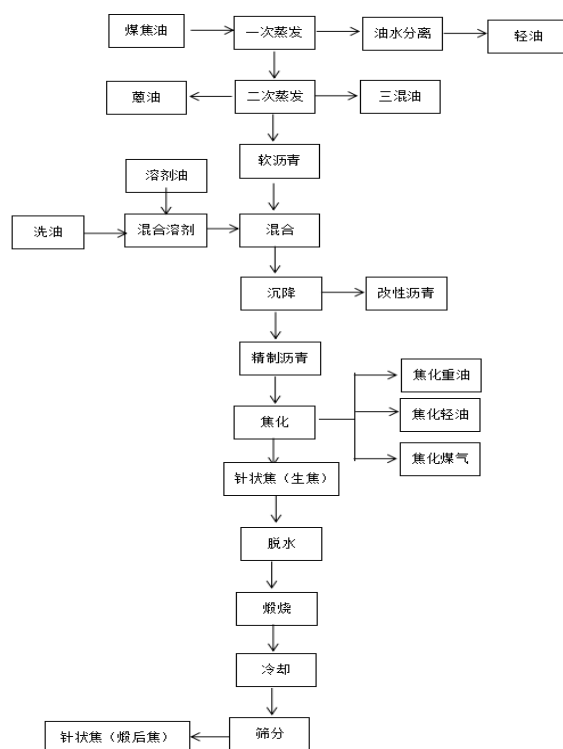 煤焦油
一次蒸发
油水分离
轻油
蒽油
二次蒸发
三混油
软沥青
溶剂油
洗油
混合溶剂
混合
沉降
改性沥青
精制沥青
焦化重油
焦化
焦化轻油
焦化煤气
针状焦（生焦）
脱水
煅烧
冷却
针状焦（煅后焦）
筛分